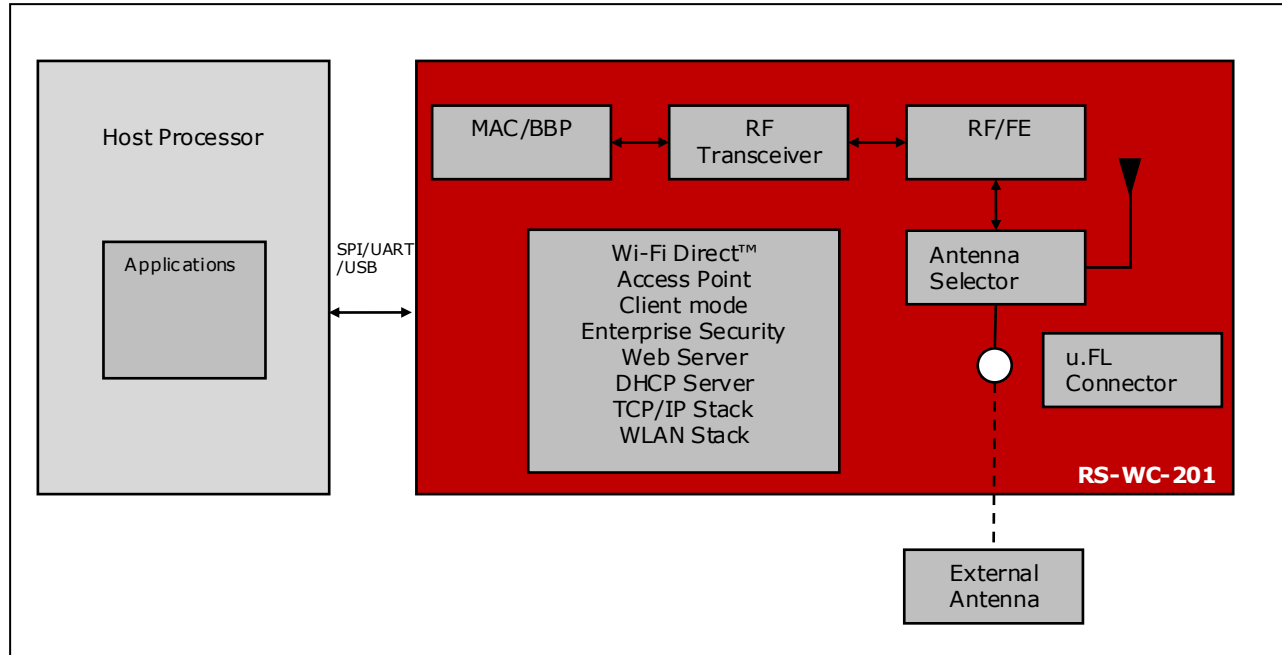 Host Processor
Applications
SPI/UART
/USB
MAC/BBP
RF
Transceiver
RF/FE
Wi-Fi Direct™
Access Point
Client mode
Enterprise Security
Web Server
DHCP Server
TCP/IP Stack
WLAN Stack
Antenna
Selector
u.FL
Connector
RS-WC-201
External
Antenna